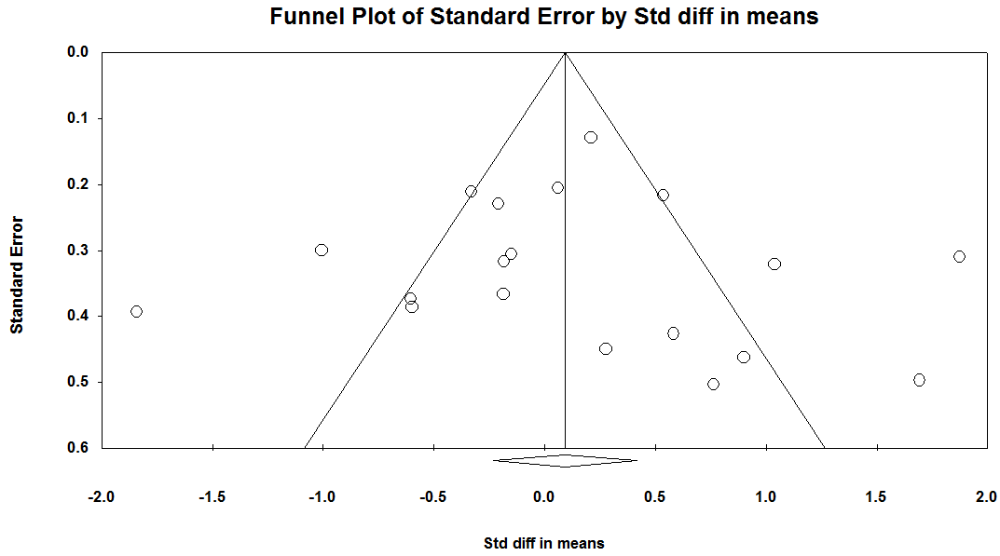 Funnel Plot of Standard Error by Std diff in means
0.0
0.1
0.2
0.3
0.4
0.5
0.6
Standard Error
-2.0 -1.5 -1.0 -0.5 0.0 0.5 1.0 1.5 2.0
Std diff in means